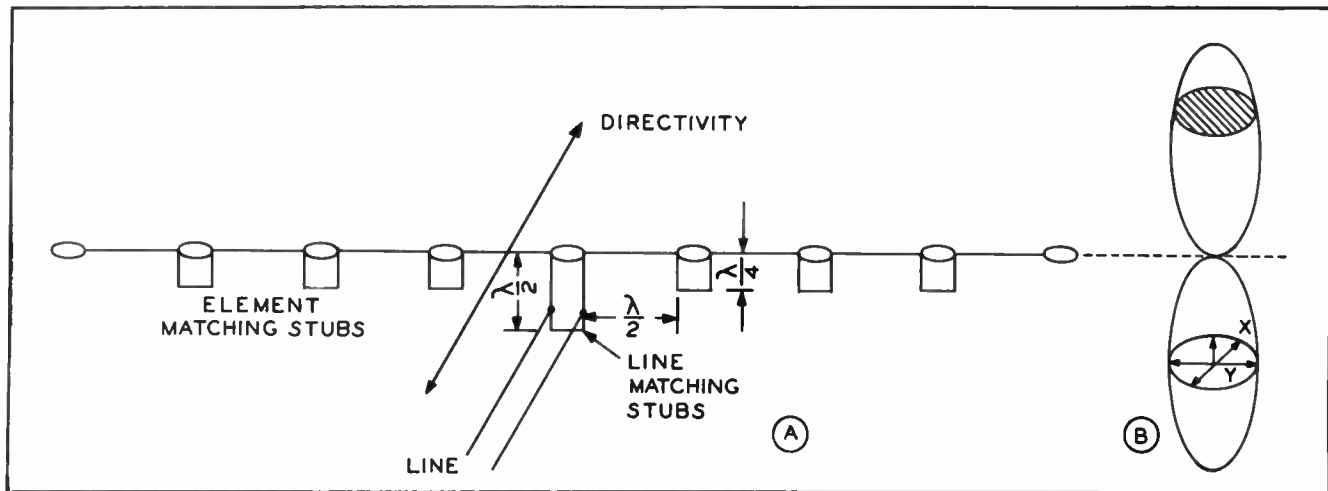 DIRECTIVITY
λ/2
λ/4
ELEMENT
MATCHING STUBS
λ/2
LINE
MATCHING
STUBS
LINE
A
X
Y
B